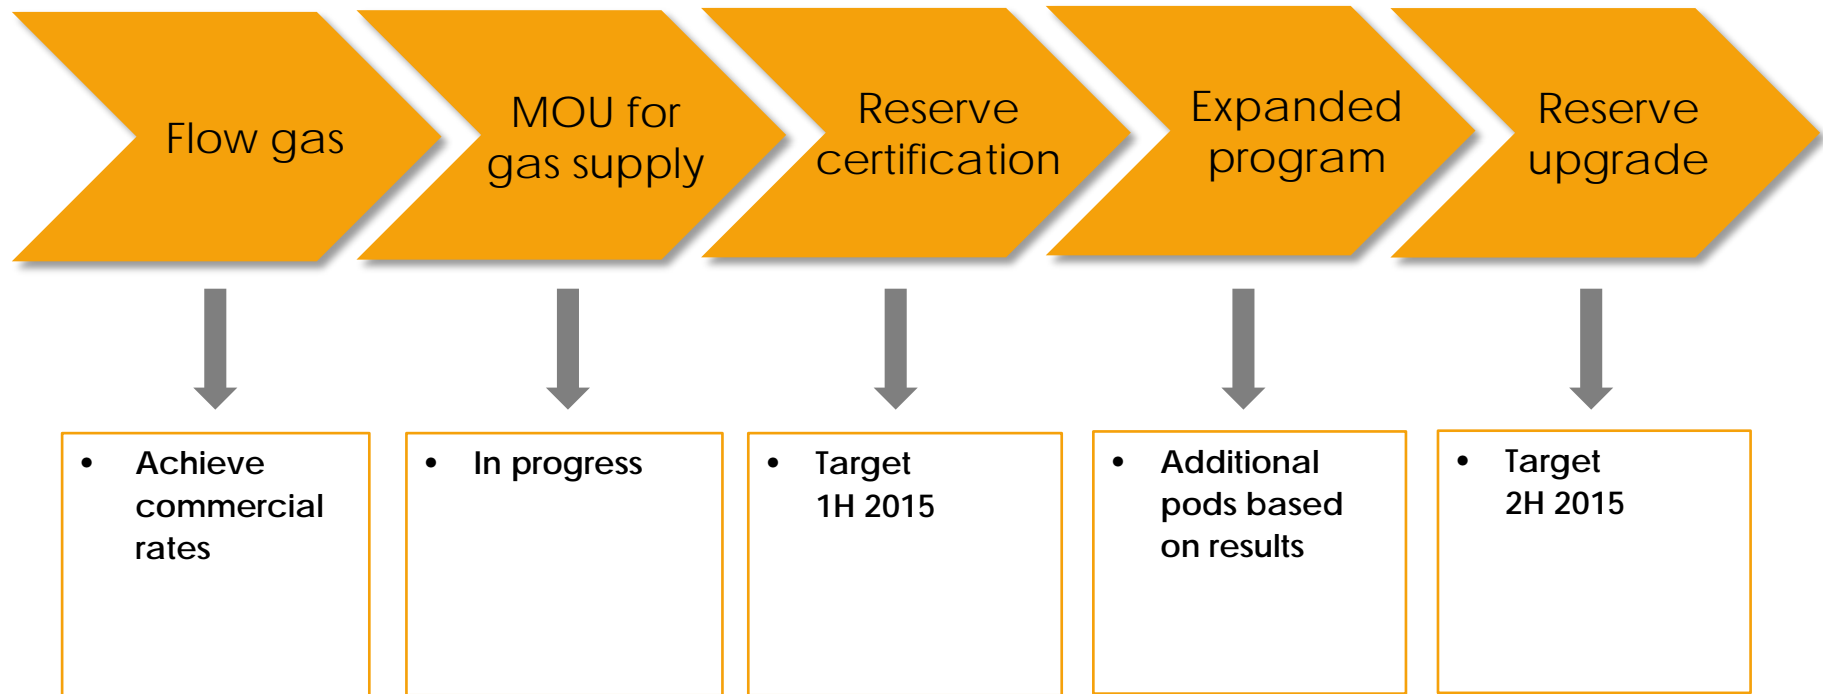 Flow gas
MOU for
gas supply
Reserve
certification
Expanded
program
Reserve
upgrade
• Achieve
commercial
rates
• In progress
• Target
1H 2015
• Additional
pods based
on results
• Target
2H 2015